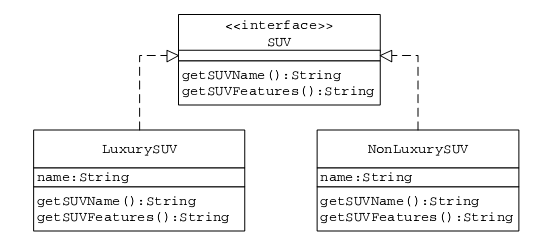 <<interface>>
SUV
getSUVName():String
getSUVFeatures():String
LuxurySUV
name:String
getSUVName():String
getSUVFeatures():String
NonLuxurySUV
name:String
getSUVName():String
getSUVFeatures():String